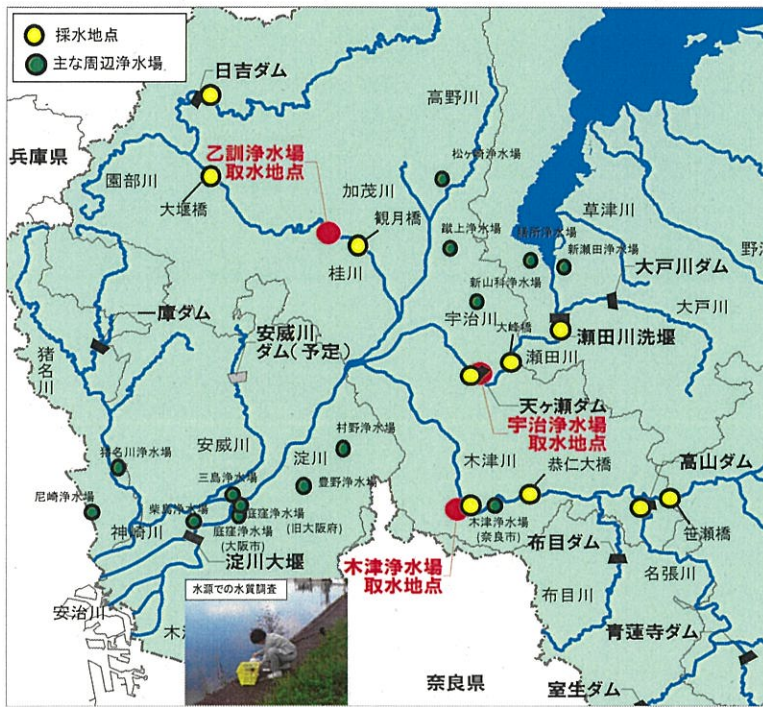 採水地点
主な周辺浄水場
日吉ダム
高野川
兵庫県
乙訓浄水場
取水地点
松ヶ崎浄水場
園部川
加茂川
大堰橋
観月橋
草津川
蹴上浄水場
膳所浄水場
新瀬田浄水場
野洲
桂川
新山科浄水場
大戸川ダム
一庫ダム
安威川
ダム(予定)
宇治川
大峰橋
大戸川
瀬田川洗堰
猪名川
瀬田川
天ヶ瀬ダム
宇治浄水場
取水地点
村野浄水場
安威川
淀川
木津川
恭仁大橋
高山ダム
猪名川浄水場
三島浄水場
豊野浄水場
尼崎浄水場
柴島浄水場
庭窪浄水場
(旧大阪府)
神崎川
庭窪浄水場
(大阪市)
木津浄水場
(奈良市)
笹瀬橋
淀川大堰
布目ダム
名張川
木津浄水場
取水地点
水源での水質調査
布目川
安治川
木津
青蓮寺ダム
奈良県
室生ダム